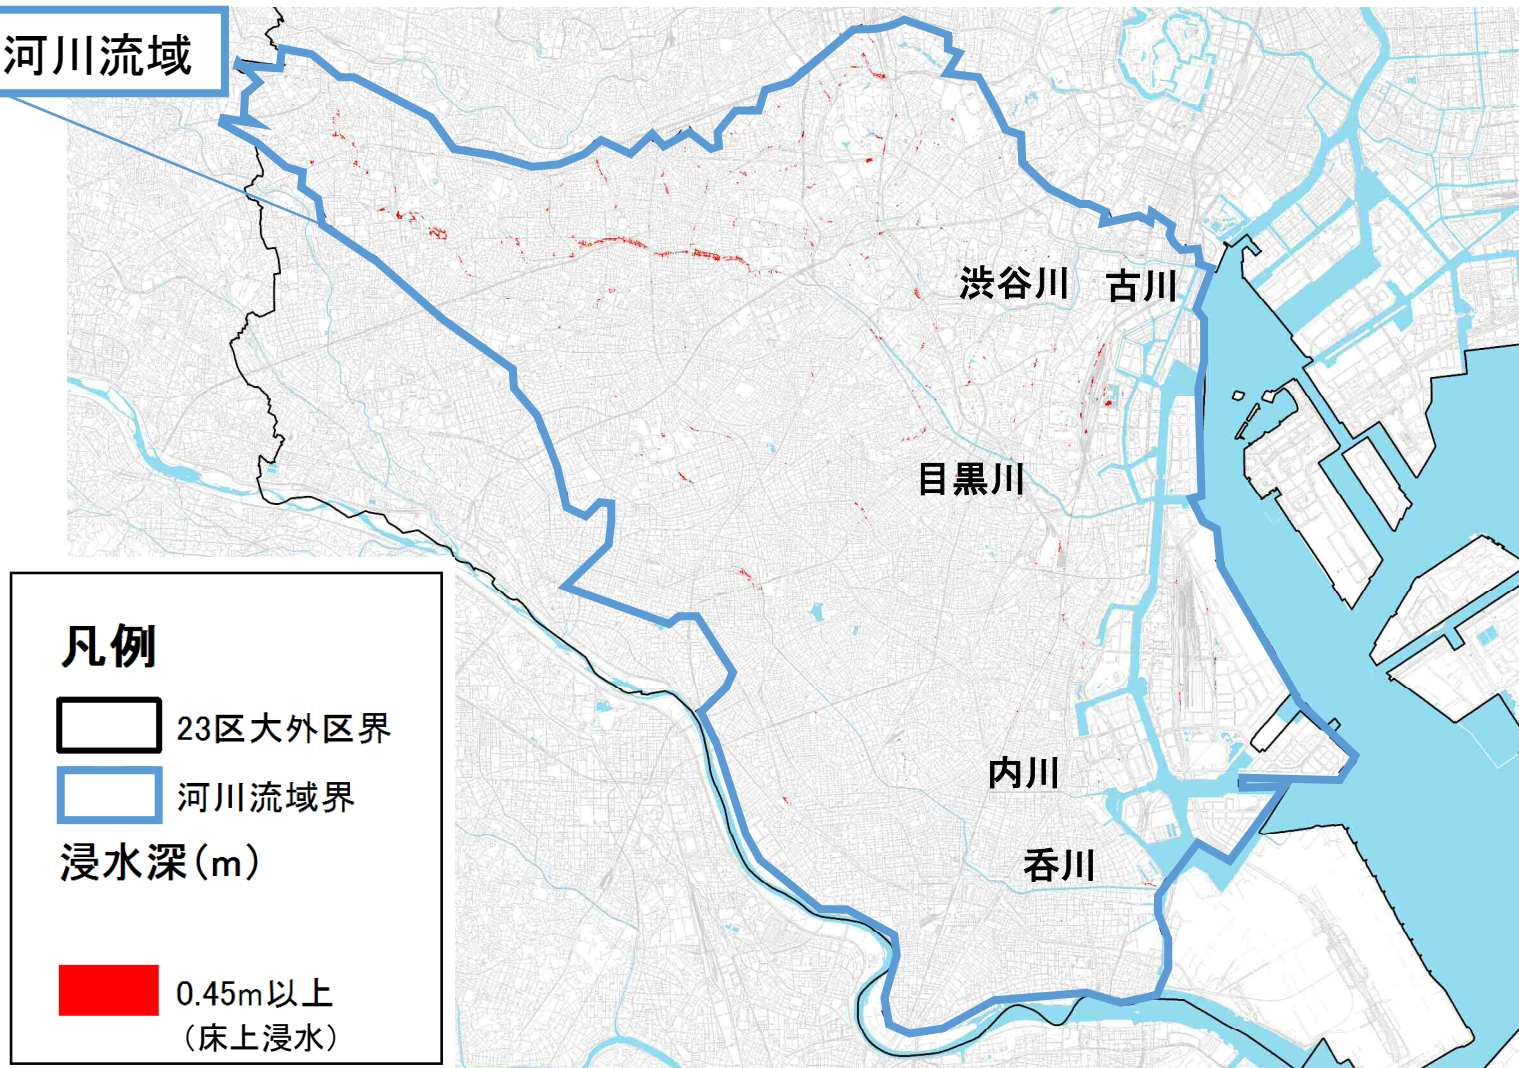 河川流域
渋谷川
古川
目黒川
内川
呑川
凡例
23区大外区界
河川流域界
浸水深(m)
0.45m以上
(床上浸水)